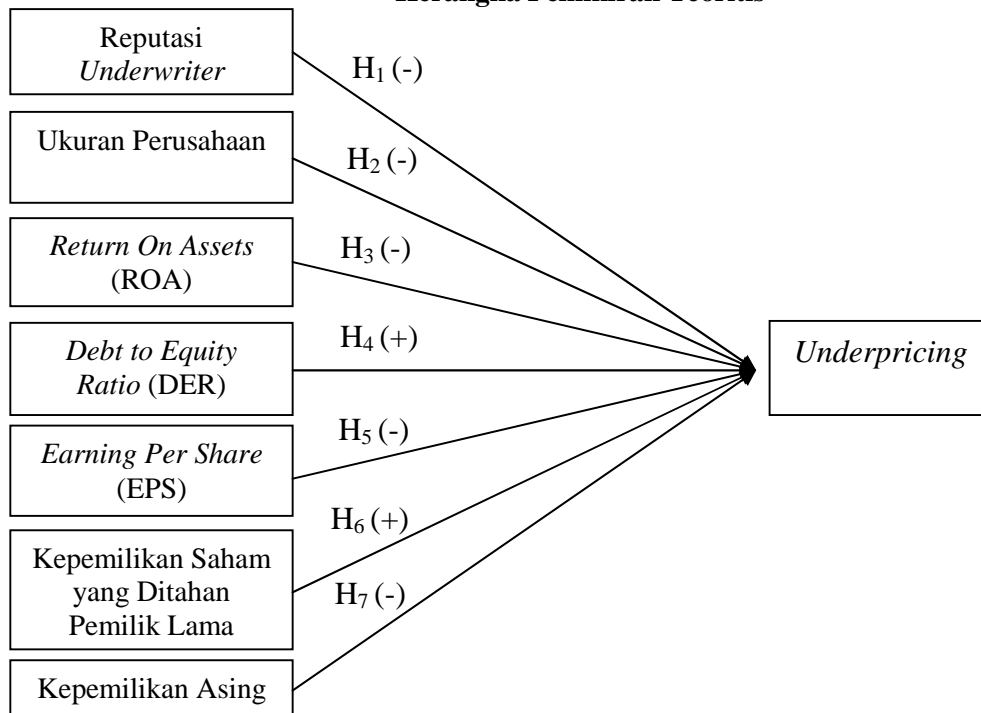 Reputasi
Underwriter
H₁ (-)
Ukuran Perusahaan
H₂ (-)
Return On Assets
(ROA)
H₃ (-)
Debt to Equity
Ratio (DER)
H₄ (+)
Underpricing
Earning Per Share
(EPS)
H₅ (-)
Kepemilikan Saham
yang Ditahan
Pemilik Lama
H₆ (+)
Kepemilikan Asing
H₇ (-)